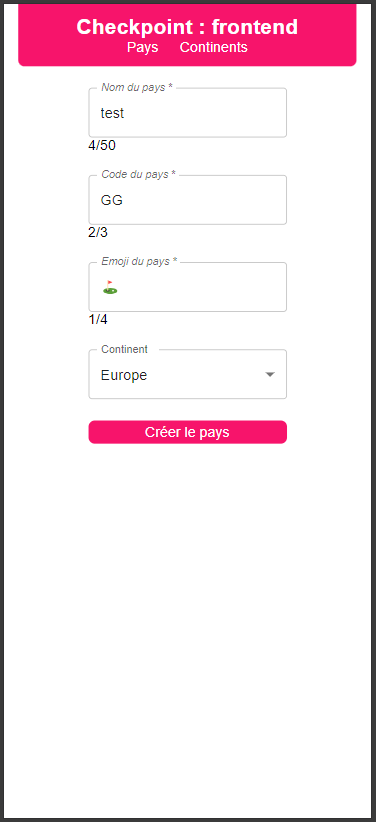 Checkpoint : frontend
Pays Continents
Nom du pays *
test
4/50
Code du pays *
GG
2/3
Emoji du pays *
⛳
1/4
Continent
Europe
Créer le pays